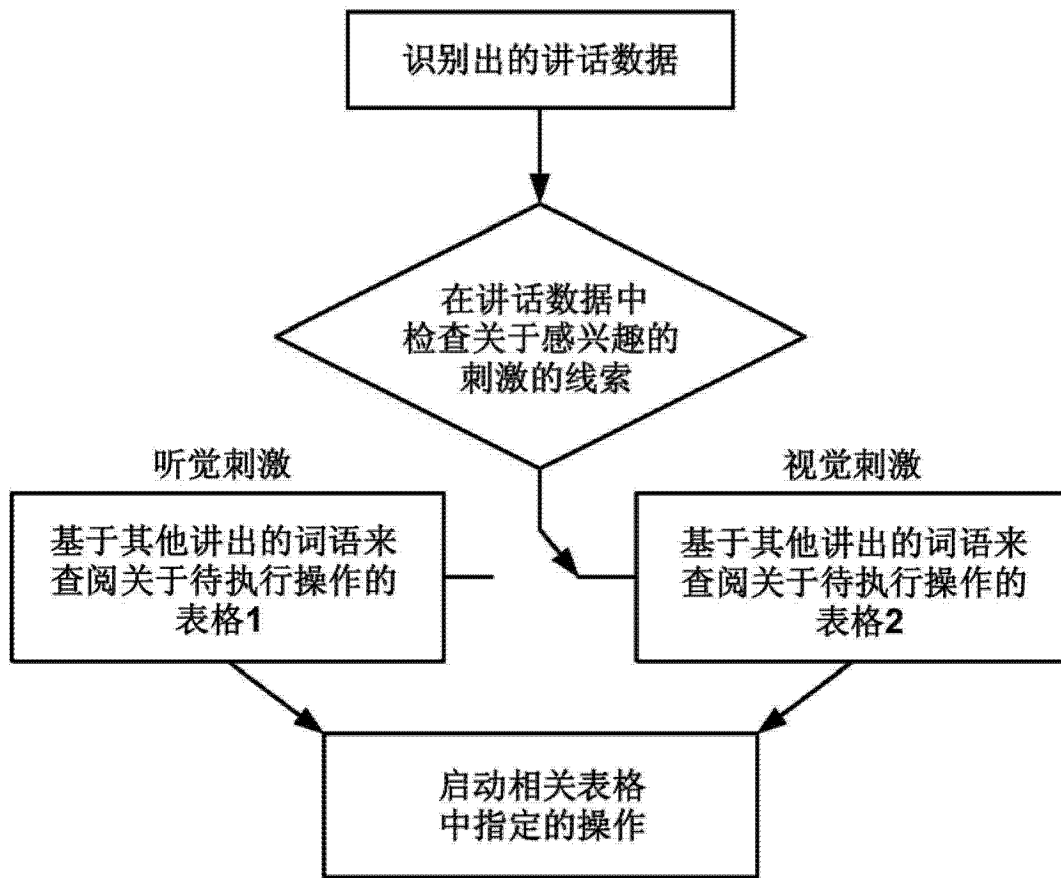 识别出的讲话数据
在讲话数据中
检查关于感兴趣的
刺激的线索
听觉刺激
基于其他讲出的词语来
查阅关于待执行操作的
表格1
视觉刺激
基于其他讲出的词语来
查阅关于待执行操作的
表格2
启动相关表格
中指定的操作